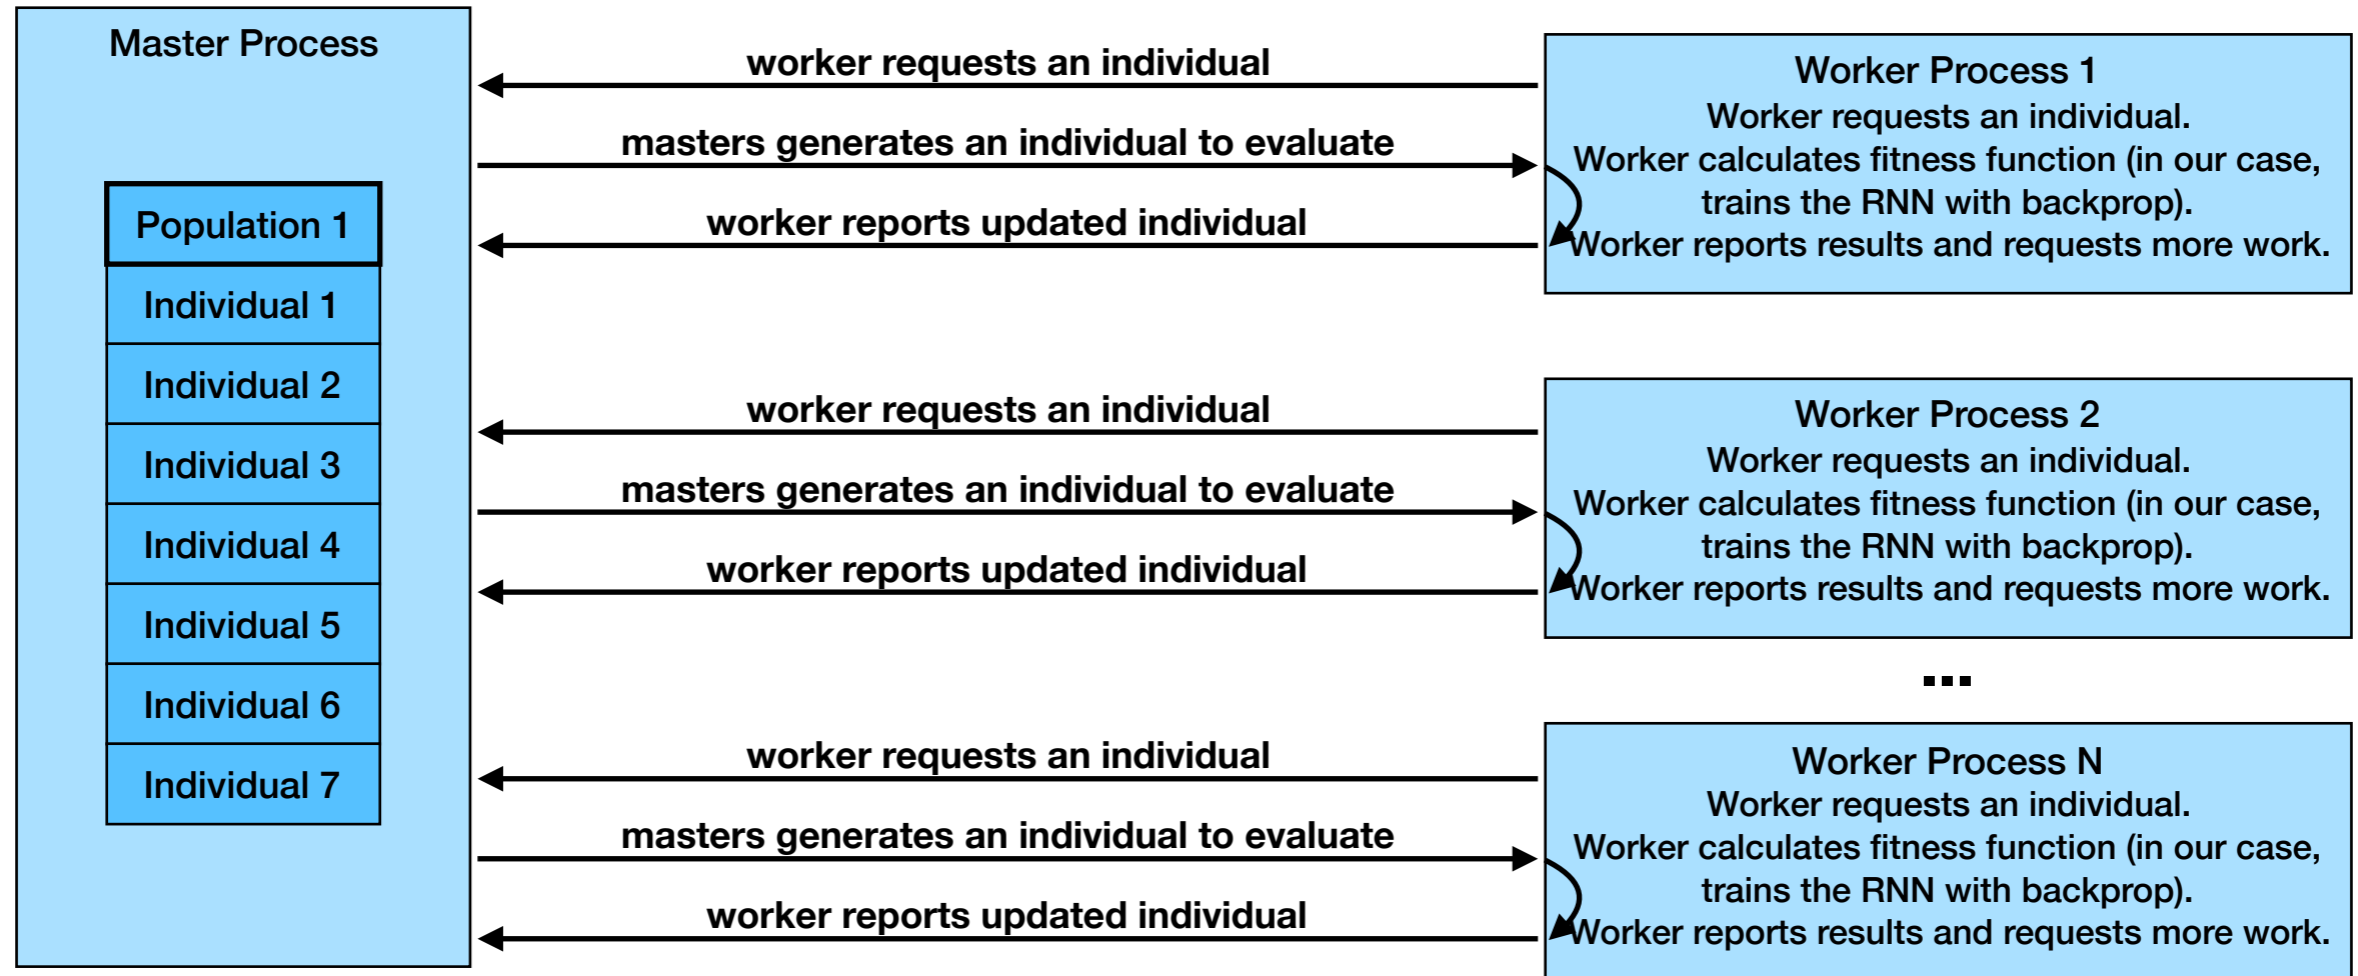 Master Process
Population 1
Individual 1
Individual 2
Individual 3
Individual 4
Individual 5
Individual 6
Individual 7
worker requests an individual
masters generates an individual to evaluate
worker reports updated individual
Worker Process 1
Worker requests an individual.
Worker calculates fitness function (in our case,
trains the RNN with backprop).
Worker reports results and requests more work.
worker requests an individual
masters generates an individual to evaluate
worker reports updated individual
Worker Process 2
Worker requests an individual.
Worker calculates fitness function (in our case,
trains the RNN with backprop).
Worker reports results and requests more work.
...
worker requests an individual
masters generates an individual to evaluate
worker reports updated individual
Worker Process N
Worker requests an individual.
Worker calculates fitness function (in our case,
trains the RNN with backprop).
Worker reports results and requests more work.